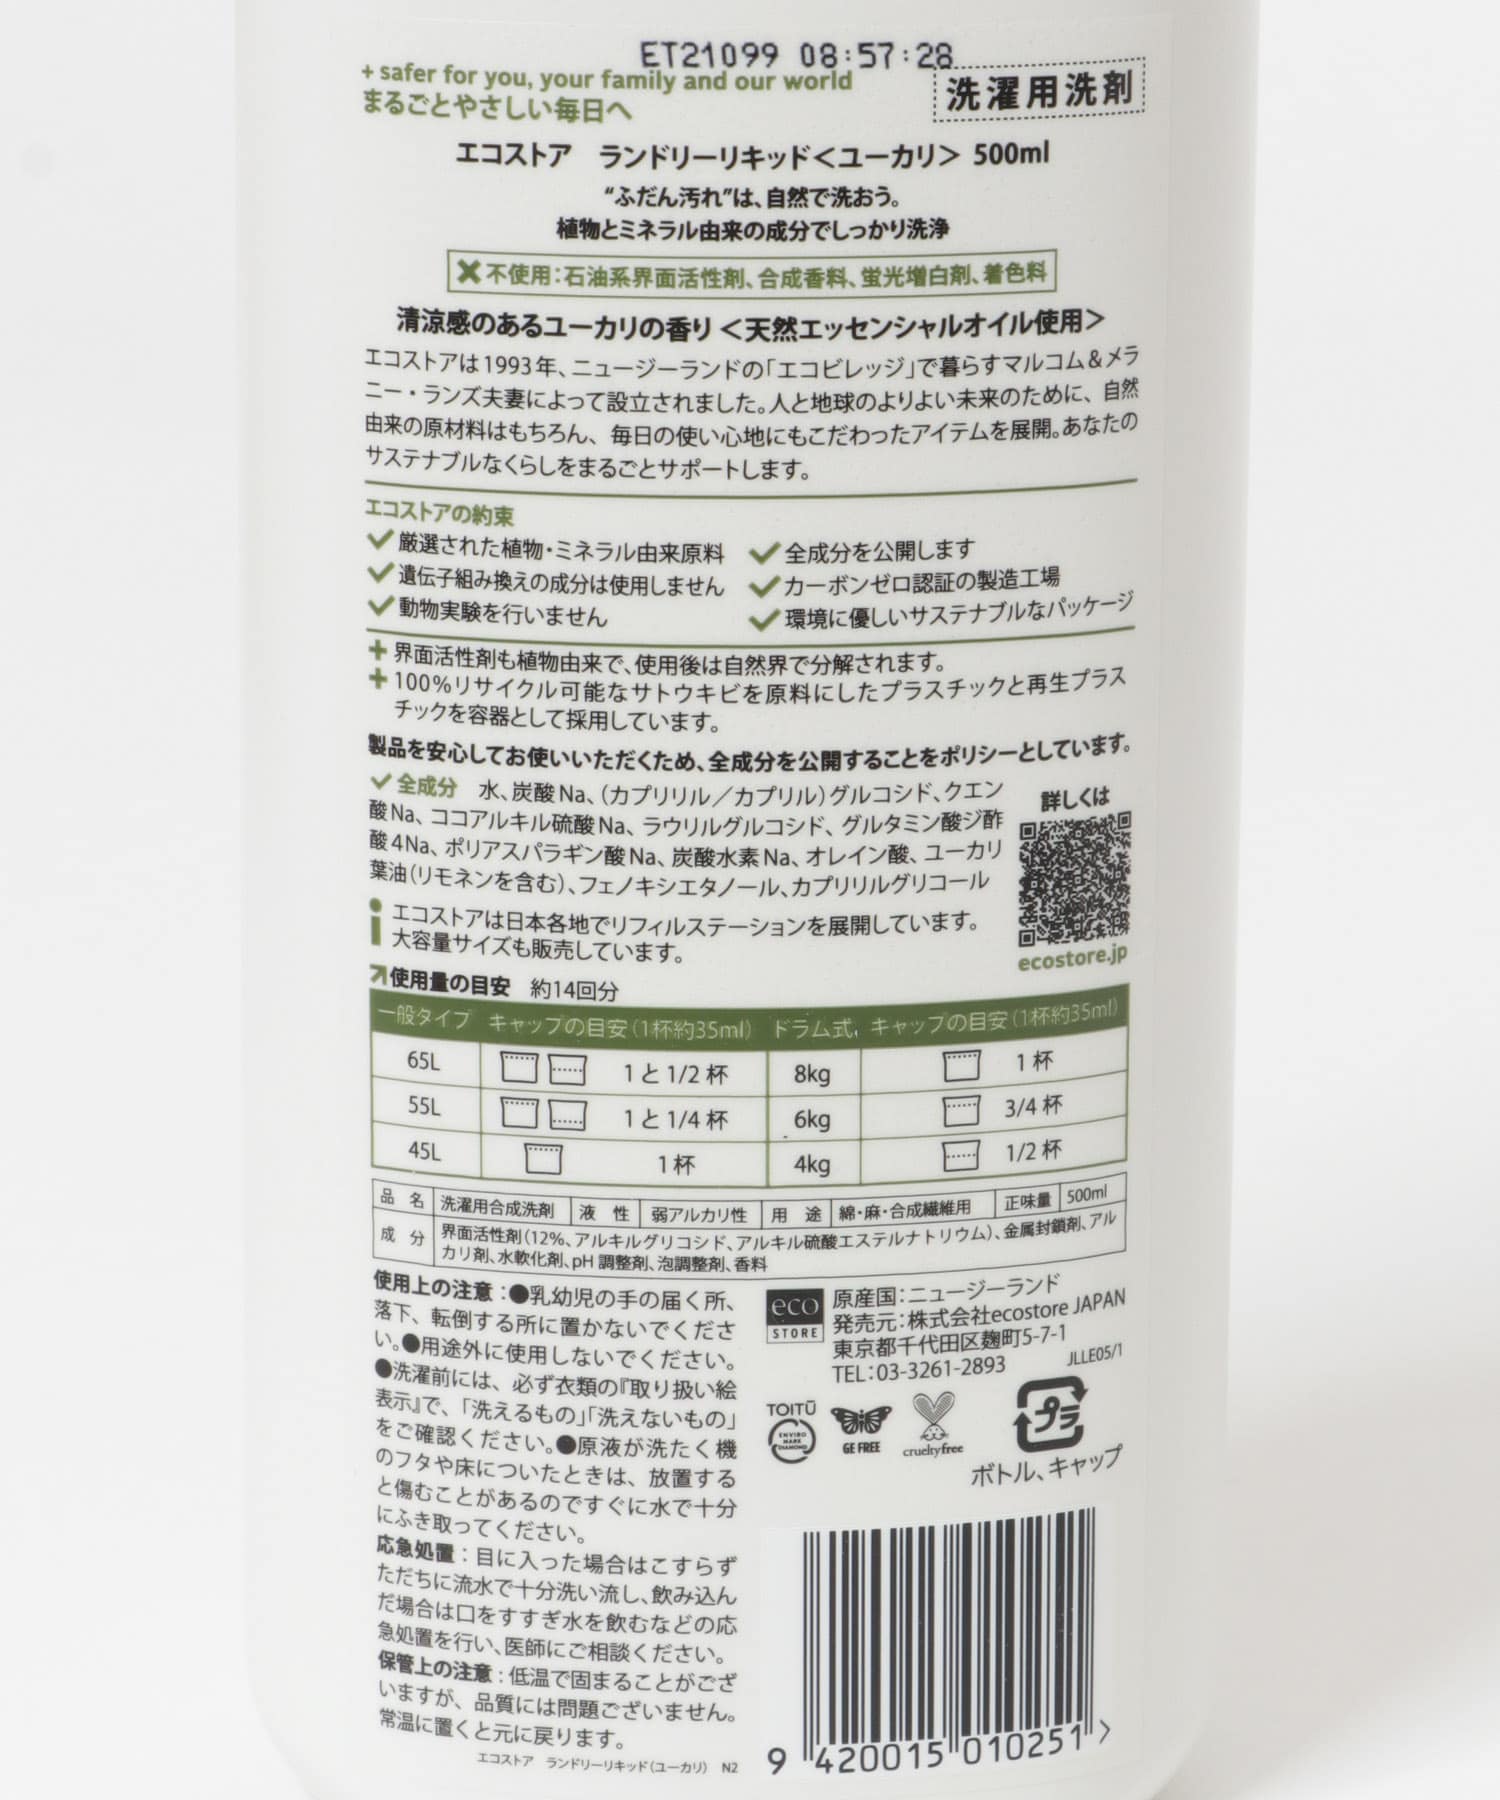 ET21099 08:57:28
+ safer for you, your family and our world
まるごとやさしい毎日へ
洗濯用洗剤
エコストア ランドリーリキッド＜ユーカリ＞ 500ml
“ふだん汚れ”は、自然で洗おう。
植物とミネラル由来の成分でしっかり洗浄
✖不使用：石油系界面活性剤、合成香料、蛍光増白剤、着色料
清涼感のあるユーカリの香り＜天然エッセンシャルオイル使用＞
エコストアは1993年、ニュージーランドの「エコビレッジ」で暮らすマルコム&メラ
ニー・ランズ夫妻によって設立されました。人と地球のよりよい未来のために、自然
由来の原材料はもちろん、毎日の使い心地にもこだわったアイテムを展開。あなたの
サステナブルなくらしをまるごとサポートします。
エコストアの約束
✓厳選された植物・ミネラル由来原料 ✓全成分を公開します
✓遺伝子組み換えの成分は使用しません ✓カーボンゼロ認証の製造工場
✓動物実験を行いません ✓環境に優しいサステナブルなパッケージ
+ 界面活性剤も植物由来で、使用後は自然界で分解されます。
+ 100%リサイクル可能なサトウキビを原料にしたプラスチックと再生プラス
チックを容器として採用しています。
製品を安心してお使いいただくため、全成分を公開することをポリシーとしています。
✓全成分 水、炭酸Na、（カプリリル／カプリル）グルコシド、クエン
酸Na、ココアルキル硫酸Na、ラウリルグルコシド、グルタミン酸ジ酢
酸4Na、ポリアスパラギン酸Na、炭酸水素Na、オレイン酸、ユーカリ
葉油（リモネンを含む）、フェノキシエタノール、カプリリルグリコール
詳しくは
ecostore.jp
i エコストアは日本各地でリフィルステーションを展開しています。
大容量サイズも販売しています。
使用量の目安 約14回分
一般タイプ キャップの目安（1杯約35ml） ドラム式 キャップの目安（1杯約35ml）
65L 1と1/2杯 8kg 1杯
55L 1と1/4杯 6kg 3/4杯
45L 1杯 4kg 1/2杯
品名 洗濯用合成洗剤 液性 弱アルカリ性 用途 綿・麻・合成繊維用 正味量 500ml
成分 界面活性剤（12%、アルキルグリコシド、アルキル硫酸エステルナトリウム）、金属封鎖剤、アル
カリ剤、水軟化剤、pH調整剤、泡調整剤、香料
使用上の注意：●乳幼児の手の届く所、
落下、転倒する所に置かないでくださ
い。●用途外に使用しないでください。
●洗濯前には、必ず衣類の『取り扱い絵
表示』で、「洗えるもの」「洗えないもの」
をご確認ください。●原液が洗たく機
のフタや床についたときは、放置する
と傷むことがあるのですぐに水で十分
にふき取ってください。
応急処置：目に入った場合はこすらず
ただちに流水で十分洗い流し、飲み込ん
だ場合は口をすすぎ水を飲むなどの応
急処置を行い、医師にご相談ください。
保管上の注意：低温で固まることがござ
いますが、品質には問題ございません。
常温に置くと元に戻ります。
エコストア ランドリーリキッド（ユーカリ） N2
eco
STORE
原産国：ニュージーランド
発売元：株式会社ecostore JAPAN
東京都千代田区麹町5-7-1
TEL：03-3261-2893
JLLE05/1
TOITŪ
ENVIRO
MARK
DIAMOND
GE FREE
crueltyfree
プラ
ボトル、キャップ
9 420015 010251 >